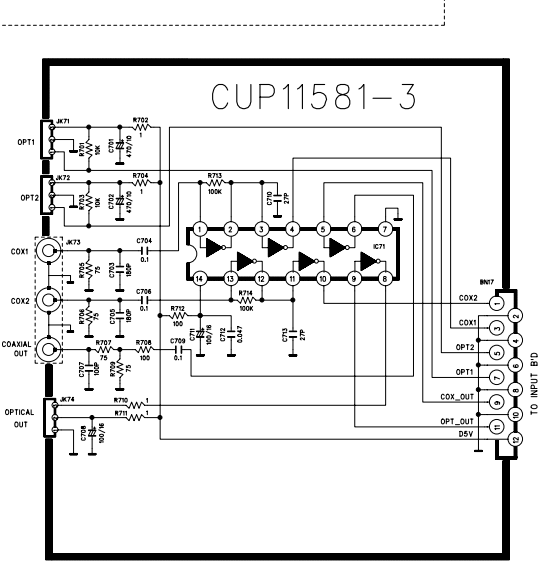 CUP11581-3
JK71
R702
1
OPT1
R701
10K
C701
470/10
JK72
R704
1
OPT2
R703
10K
C702
470/10
R713
100K
C710
27P
1
2
3
4
5
6
7
IC71
14
13
12
11
10
9
8
COX1
JK73
C704
0.1
R705
75
C703
180P
COX2
C706
0.1
R706
75
C705
180P
R714
100K
R712
100
C711
100/16
C712
0.047
C713
27P
COAXIAL
OUT
R707
75
R708
100
C709
0.1
C707
100P
R709
75
JK74
R710
1
R711
1
OPTICAL
OUT
C708
100/16
BN17
COX2
1
2
COX1
3
4
OPT2
5
6
OPT1
7
8
COX_OUT
9
10
OPT_OUT
11
D5V
12
TO INPUT B'D